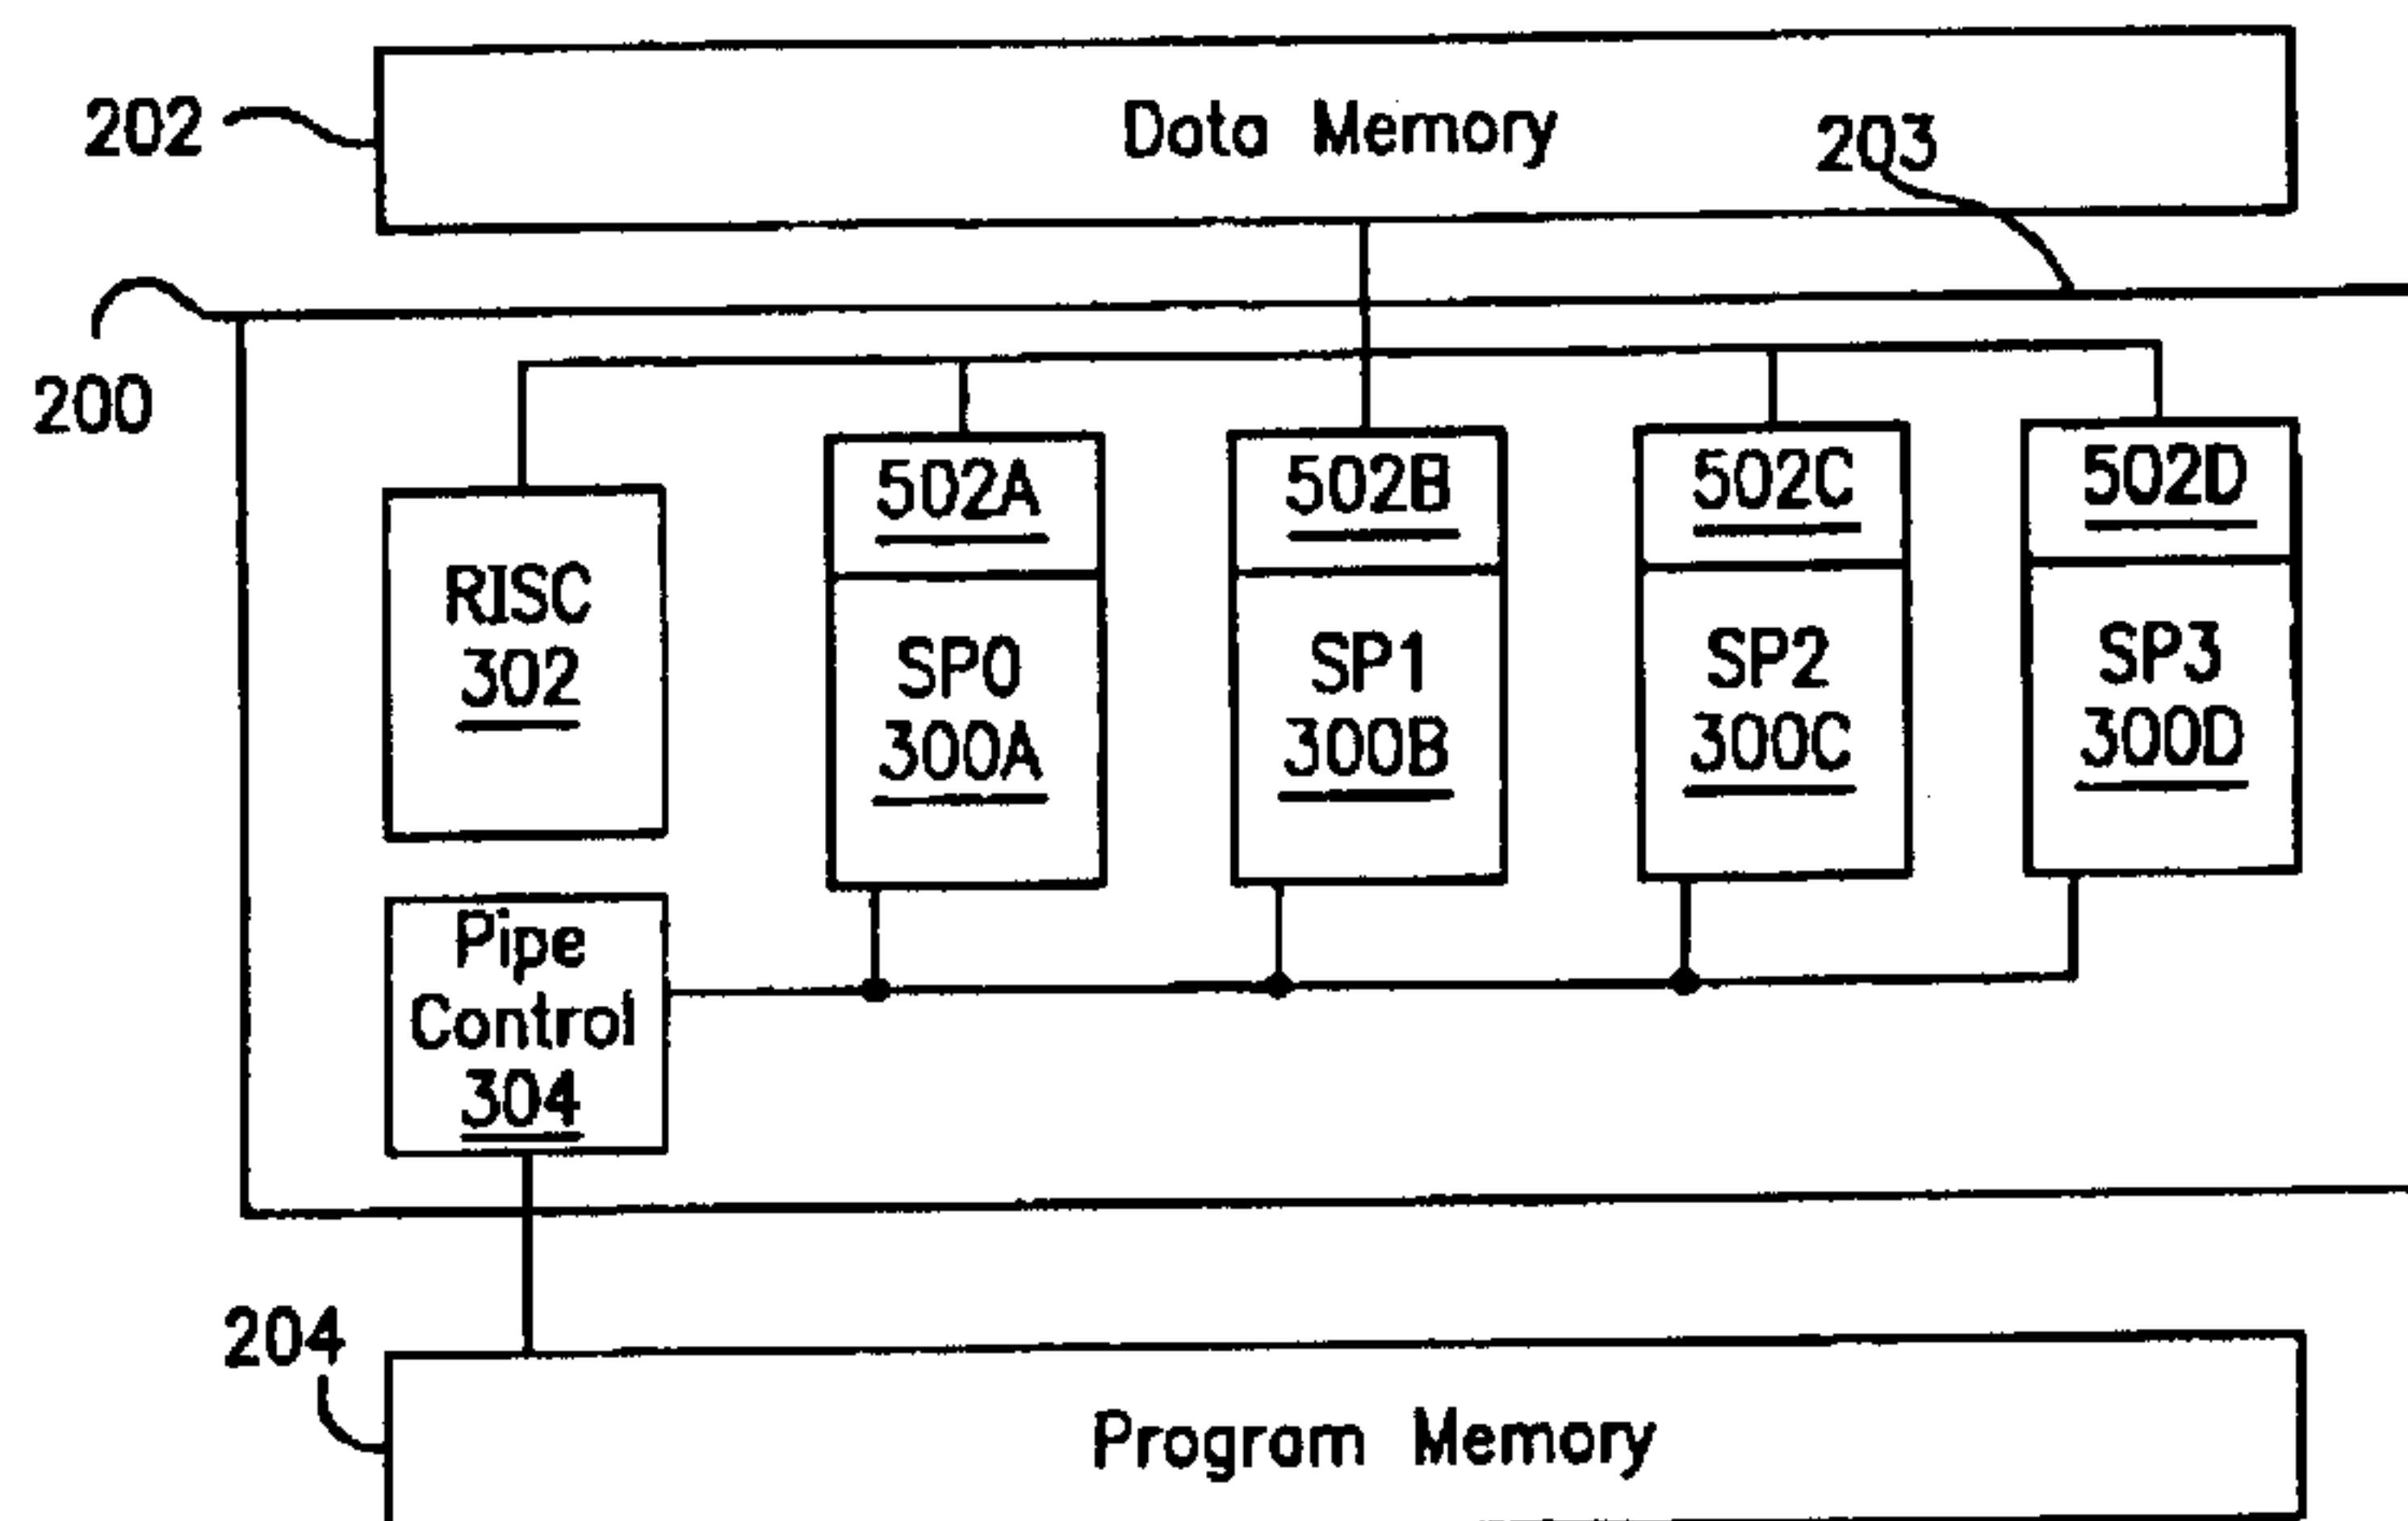 202
Data Memory
203
200
502A
502B
502C
502D
RISC
302
SP0
300A
SP1
300B
SP2
300C
SP3
300D
Pipe
Control
304
204
Program Memory